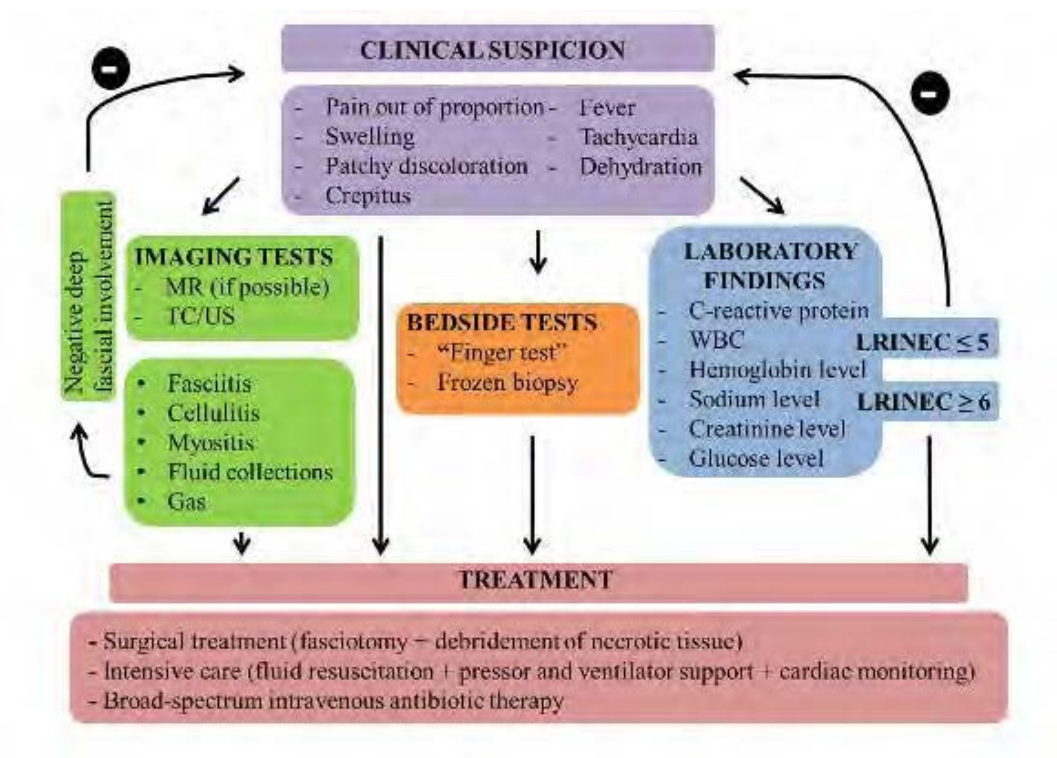 CLINICAL SUSPICION
- Pain out of proportion
- Swelling
- Patchy discoloration
- Crepitus
- Fever
- Tachycardia
- Dehydration
Negative deep
fascial involvement
IMAGING TESTS
- MR (if possible)
- TC/US
• Fasciitis
• Cellulitis
• Myositis
• Fluid collections
• Gas
BEDSIDE TESTS
- “Finger test”
- Frozen biopsy
LABORATORY
FINDINGS
- C-reactive protein
- WBC
- Hemoglobin level
- Sodium level
- Creatinine level
- Glucose level
LRINEC ≤ 5
LRINEC ≥ 6
TREATMENT
- Surgical treatment (fasciotomy + debridement of necrotic tissue)
- Intensive care (fluid resuscitation + pressor and ventilator support + cardiac monitoring)
- Broad-spectrum intravenous antibiotic therapy